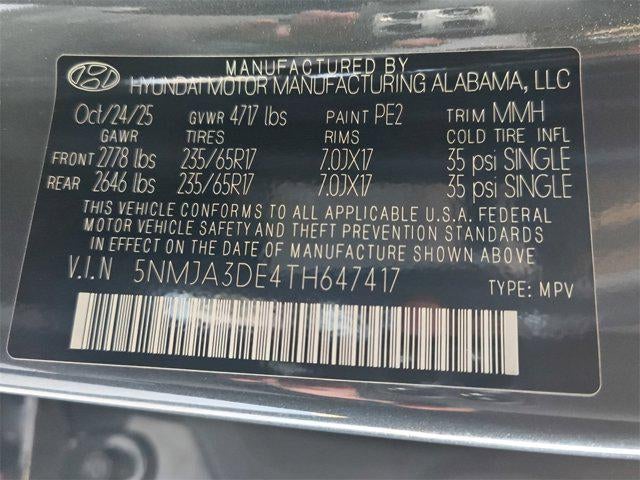 MANUFACTURED BY
HYUNDAI MOTOR MANUFACTURING ALABAMA, LLC
Oct/24/25 GVWR 4717 lbs PAINT PE2 TRIM MMH
GAWR TIRES RIMS COLD TIRE INFL
FRONT 2778 lbs 235/65R17 7.0JX17 35 psi SINGLE
REAR 2646 lbs 235/65R17 7.0JX17 35 psi SINGLE
THIS VEHICLE CONFORMS TO ALL APPLICABLE U.S.A. FEDERAL
MOTOR VEHICLE SAFETY AND THEFT PREVENTION STANDARDS
IN EFFECT ON THE DATE OF MANUFACTURE SHOWN ABOVE
V.I.N 5NMJA3DE4TH647417 TYPE: MPV